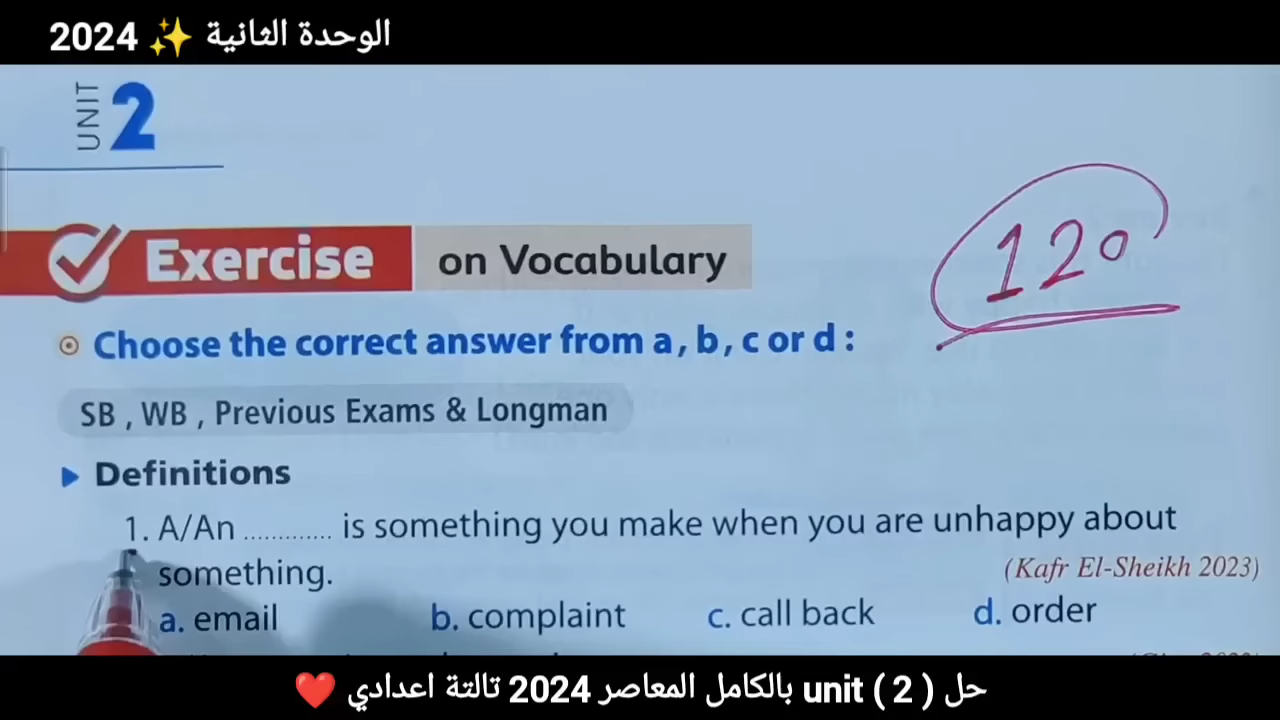 الوحدة الثانية ✨ 2024
UNIT 2
120
Exercise on Vocabulary
Choose the correct answer from a, b, c or d :
SB , WB , Previous Exams & Longman
Definitions
1. A/An ............. is something you make when you are unhappy about
something. (Kafr El-Sheikh 2023)
a. email b. complaint c. call back d. order
حل unit ( 2 ) بالكامل المعاصر 2024 تالتة اعدادي ❤️